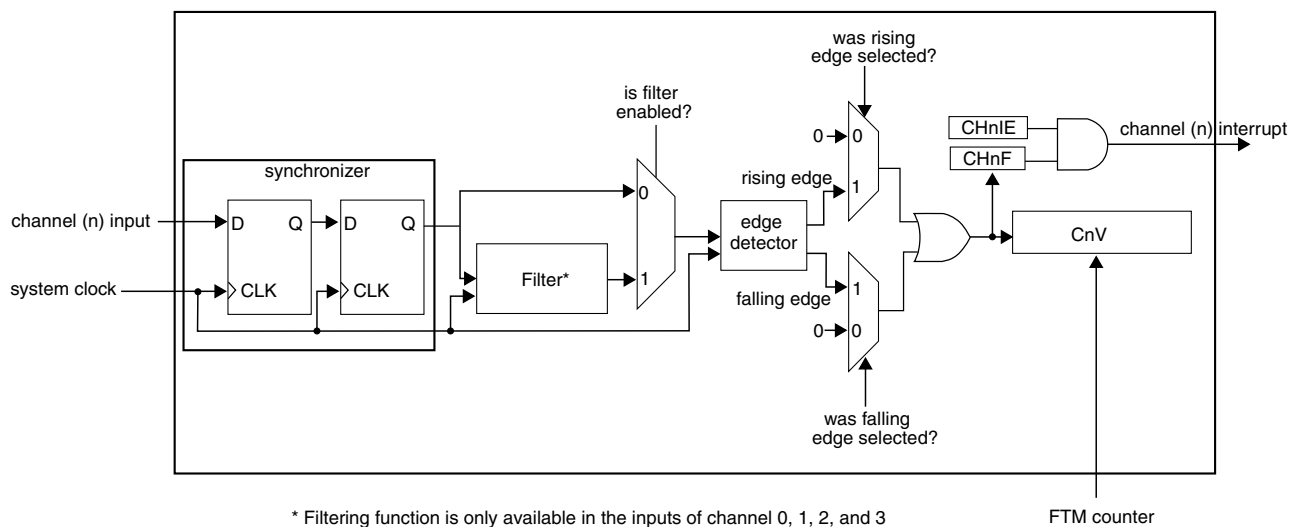 was rising
edge selected?
is filter
enabled?
synchronizer
channel (n) input
system clock
D Q
CLK
D Q
CLK
Filter*
0
1
edge
detector
rising edge
falling edge
0 0
1
1
0 0
was falling
edge selected?
CHnIE
CHnF
channel (n) interrupt
CnV
FTM counter
* Filtering function is only available in the inputs of channel 0, 1, 2, and 3